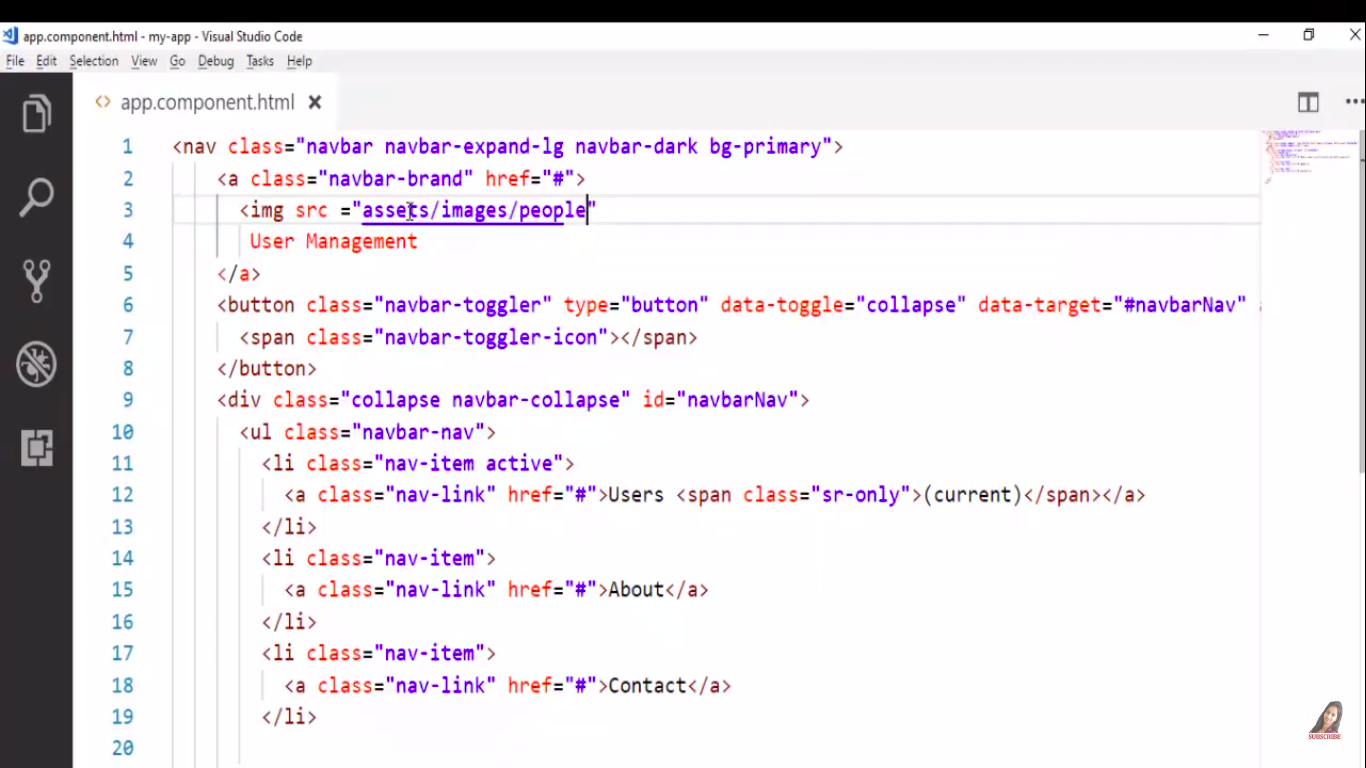 app.component.html - my-app - Visual Studio Code
File Edit Selection View Go Debug Tasks Help
<> app.component.html
1 <nav class="navbar navbar-expand-lg navbar-dark bg-primary">
2 <a class="navbar-brand" href="#">
3 <img src ="assets/images/people"
4 User Management
5 </a>
6 <button class="navbar-toggler" type="button" data-toggle="collapse" data-target="#navbarNav"
7 <span class="navbar-toggler-icon"></span>
8 </button>
9 <div class="collapse navbar-collapse" id="navbarNav">
10 <ul class="navbar-nav">
11 <li class="nav-item active">
12 <a class="nav-link" href="#">Users <span class="sr-only">(current)</span></a>
13 </li>
14 <li class="nav-item">
15 <a class="nav-link" href="#">About</a>
16 </li>
17 <li class="nav-item">
18 <a class="nav-link" href="#">Contact</a>
19 </li>
20
SUBSCRIBE